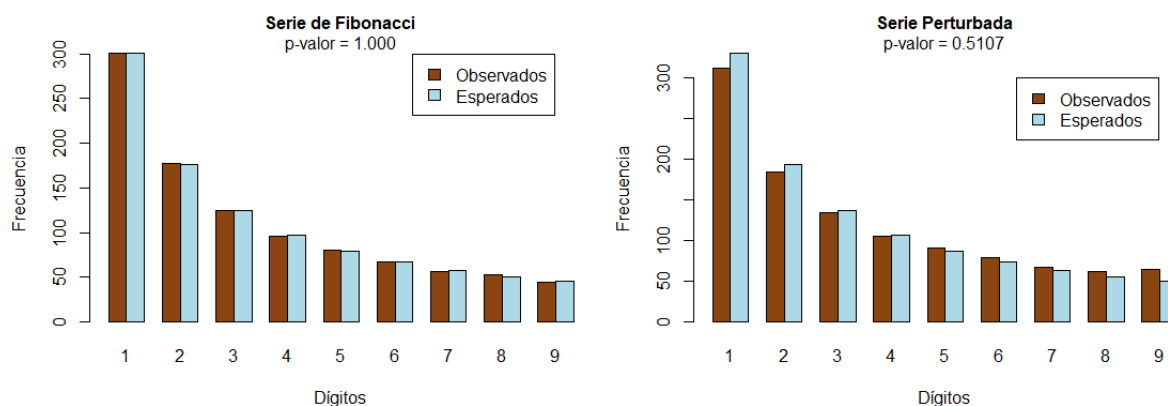 Serie de Fibonacci
p-valor = 1.000
Observados
Esperados
Frecuencia
300
250
200
150
100
50
0
1 2 3 4 5 6 7 8 9
Dígitos
Serie Perturbada
p-valor = 0.5107
Observados
Esperados
Frecuencia
300
200
100
50
0
1 2 3 4 5 6 7 8 9
Dígitos